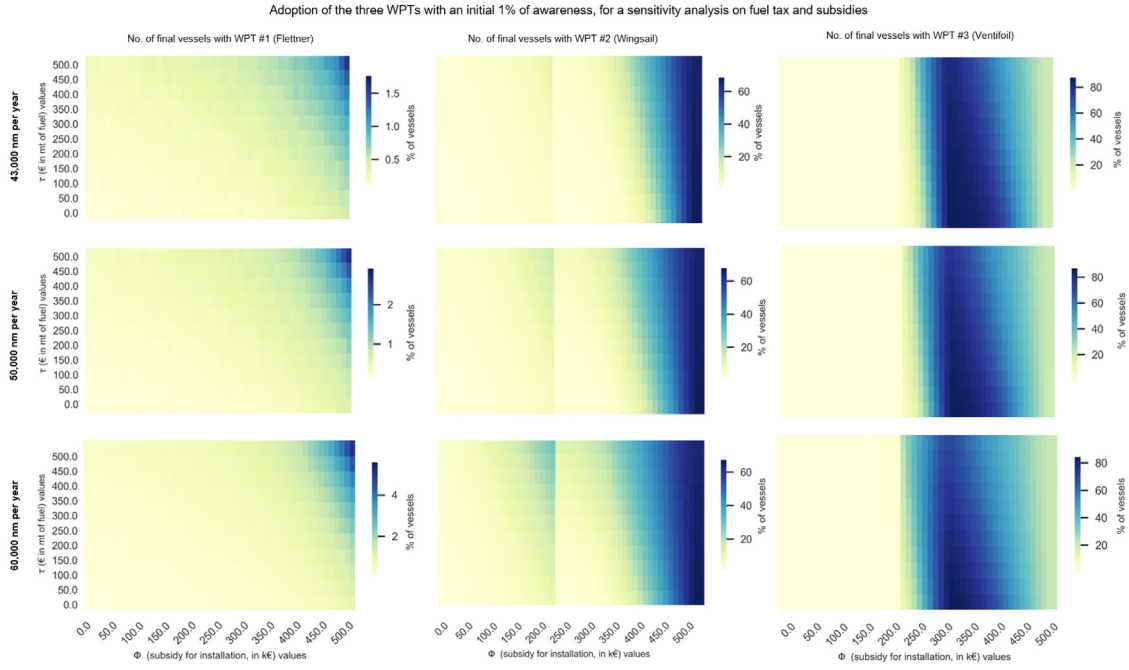 Adoption of the three WPTs with an initial 1% of awareness, for a sensitivity analysis on fuel tax and subsidies
No. of final vessels with WPT #1 (Flettner)
No. of final vessels with WPT #2 (Wingsail)
No. of final vessels with WPT #3 (Ventifoil)
43,000 nm per year
τ (€ in mt of fuel) values
500.0
450.0
400.0
350.0
300.0
250.0
200.0
150.0
100.0
50.0
0.0
1.5
1.0
0.5
% of vessels
60
40
20
% of vessels
80
60
40
20
% of vessels
50,000 nm per year
τ (€ in mt of fuel) values
500.0
450.0
400.0
350.0
300.0
250.0
200.0
150.0
100.0
50.0
0.0
2
1
% of vessels
60
40
20
% of vessels
80
60
40
20
% of vessels
60,000 nm per year
τ (€ in mt of fuel) values
500.0
450.0
400.0
350.0
300.0
250.0
200.0
150.0
100.0
50.0
0.0
4
2
% of vessels
60
40
20
% of vessels
80
60
40
20
% of vessels
0.0 50.0 100.0 150.0 200.0 250.0 300.0 350.0 400.0 450.0 500.0
0.0 50.0 100.0 150.0 200.0 250.0 300.0 350.0 400.0 450.0 500.0
0.0 50.0 100.0 150.0 200.0 250.0 300.0 350.0 400.0 450.0 500.0
Φ (subsidy for installation, in k€) values
Φ (subsidy for installation, in k€) values
Φ (subsidy for installation, in k€) values